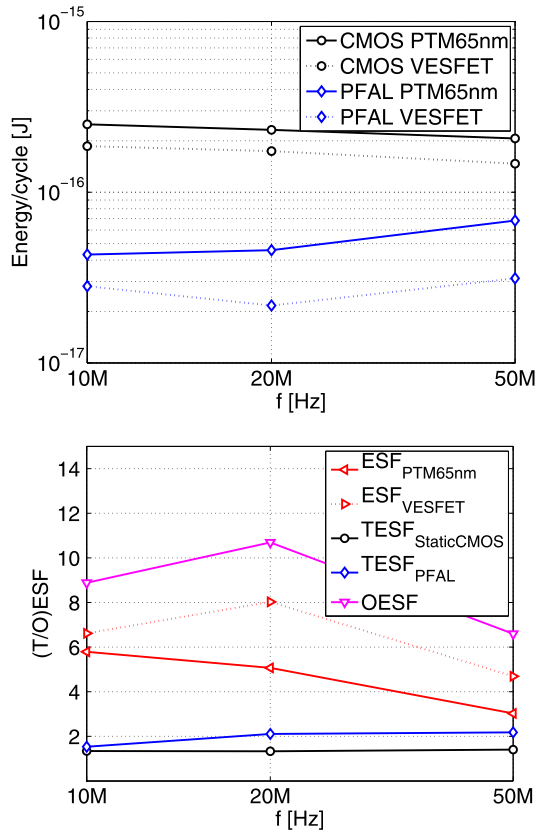 10^-15
CMOS PTM65nm
CMOS VESFET
PFAL PTM65nm
PFAL VESFET
Energy/cycle [J]
10^-16
10^-17
10M
20M
50M
f [Hz]
14
12
10
8
6
4
2
(T/O)ESF
ESF_PTM65nm
ESF_VESFET
TESF_StaticCMOS
TESF_PFAL
OESF
10M
20M
50M
f [Hz]